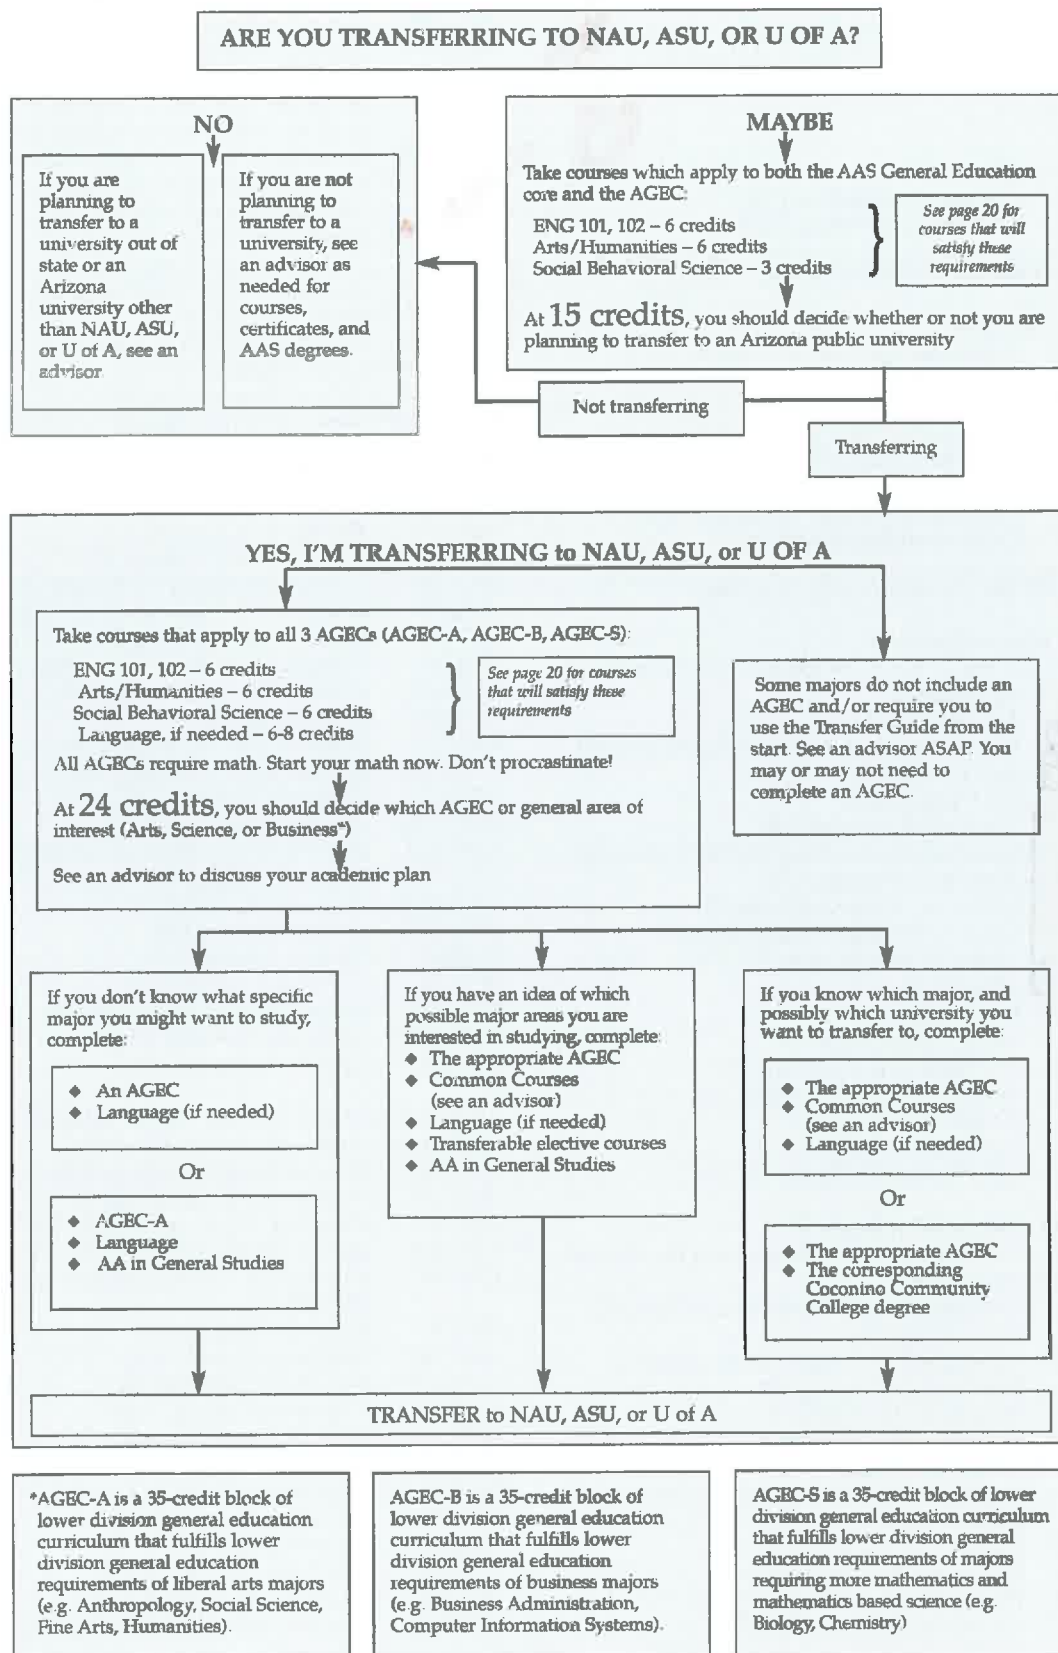 ARE YOU TRANSFERRING TO NAU, ASU, OR U OF A?
NO
If you are
planning to
transfer to a
university out of
state or an
Arizona
university other
than NAU, ASU,
or U of A, see an
advisor
If you are not
planning to
transfer to a
university, see
an advisor as
needed for
courses,
certificates, and
AAS degrees.
MAYBE
Take courses which apply to both the AAS General Education
core and the AGEC:
ENG 101, 102 – 6 credits
Arts/Humanities – 6 credits
Social Behavioral Science – 3 credits
See page 20 for
courses that will
satisfy these
requirements
At 15 credits, you should decide whether or not you are
planning to transfer to an Arizona public university
Not transferring
Transferring
YES, I'M TRANSFERRING to NAU, ASU, or U OF A
Take courses that apply to all 3 AGECs (AGEC-A, AGEC-B, AGEC-S):
ENG 101, 102 – 6 credits
Arts/Humanities – 6 credits
Social Behavioral Science – 6 credits
Language, if needed – 6-8 credits
See page 20 for courses
that will satisfy these
requirements
All AGECs require math. Start your math now. Don't procrastinate!
At 24 credits, you should decide which AGEC or general area of
interest (Arts, Science, or Business*)
See an advisor to discuss your academic plan
Some majors do not include an
AGEC and/or require you to
use the Transfer Guide from the
start. See an advisor ASAP. You
may or may not need to
complete an AGEC.
If you don't know what specific
major you might want to study,
complete:
◆ An AGEC
◆ Language (if needed)
Or
◆ AGEC-A
◆ Language
◆ AA in General Studies
If you have an idea of which
possible major areas you are
interested in studying, complete:
◆ The appropriate AGEC
◆ Common Courses
(see an advisor)
◆ Language (if needed)
◆ Transferable elective courses
◆ AA in General Studies
If you know which major, and
possibly which university you
want to transfer to, complete:
◆ The appropriate AGEC
◆ Common Courses
(see an advisor)
◆ Language (if needed)
Or
◆ The appropriate AGEC
◆ The corresponding
Coconino Community
College degree
TRANSFER to NAU, ASU, or U of A
*AGEC-A is a 35-credit block of
lower division general education
curriculum that fulfills lower
division general education
requirements of liberal arts majors
(e.g. Anthropology, Social Science,
Fine Arts, Humanities).
AGEC-B is a 35-credit block of
lower division general education
curriculum that fulfills lower
division general education
requirements of business majors
(e.g. Business Administration,
Computer Information Systems).
AGEC-S is a 35-credit block of lower
division general education curriculum
that fulfills lower division general
education requirements of majors
requiring more mathematics and
mathematics based science (e.g.
Biology, Chemistry)